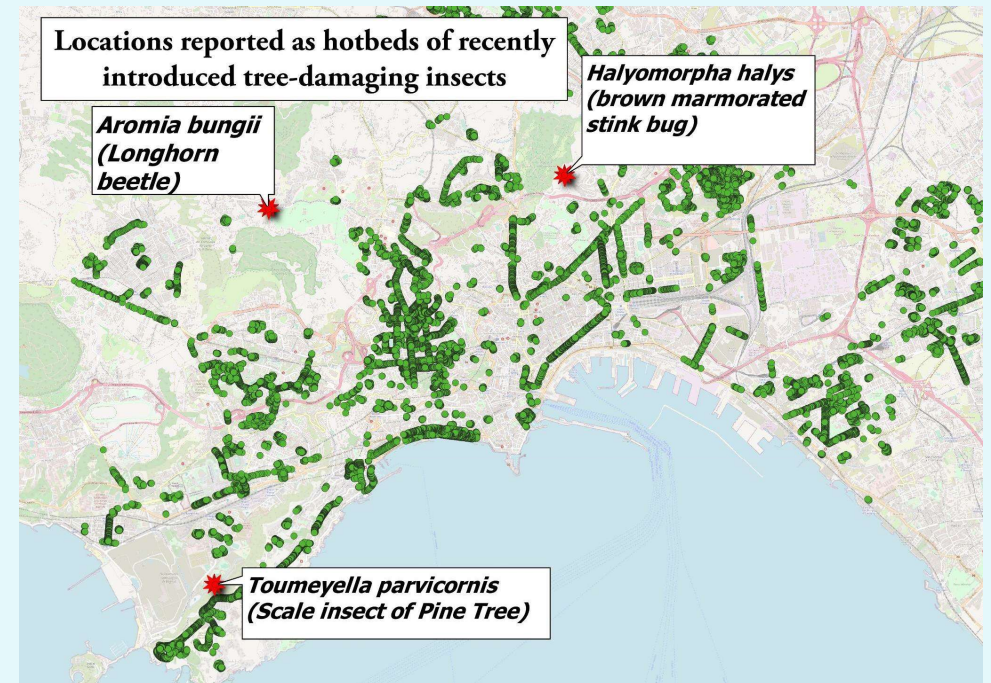 Locations reported as hotbeds of recently
introduced tree-damaging insects
Halyomorpha halys
(brown marmorated
stink bug)
Aromia bungii
(Longhorn
beetle)
Toumeyella parvicornis
(Scale insect of Pine Tree)